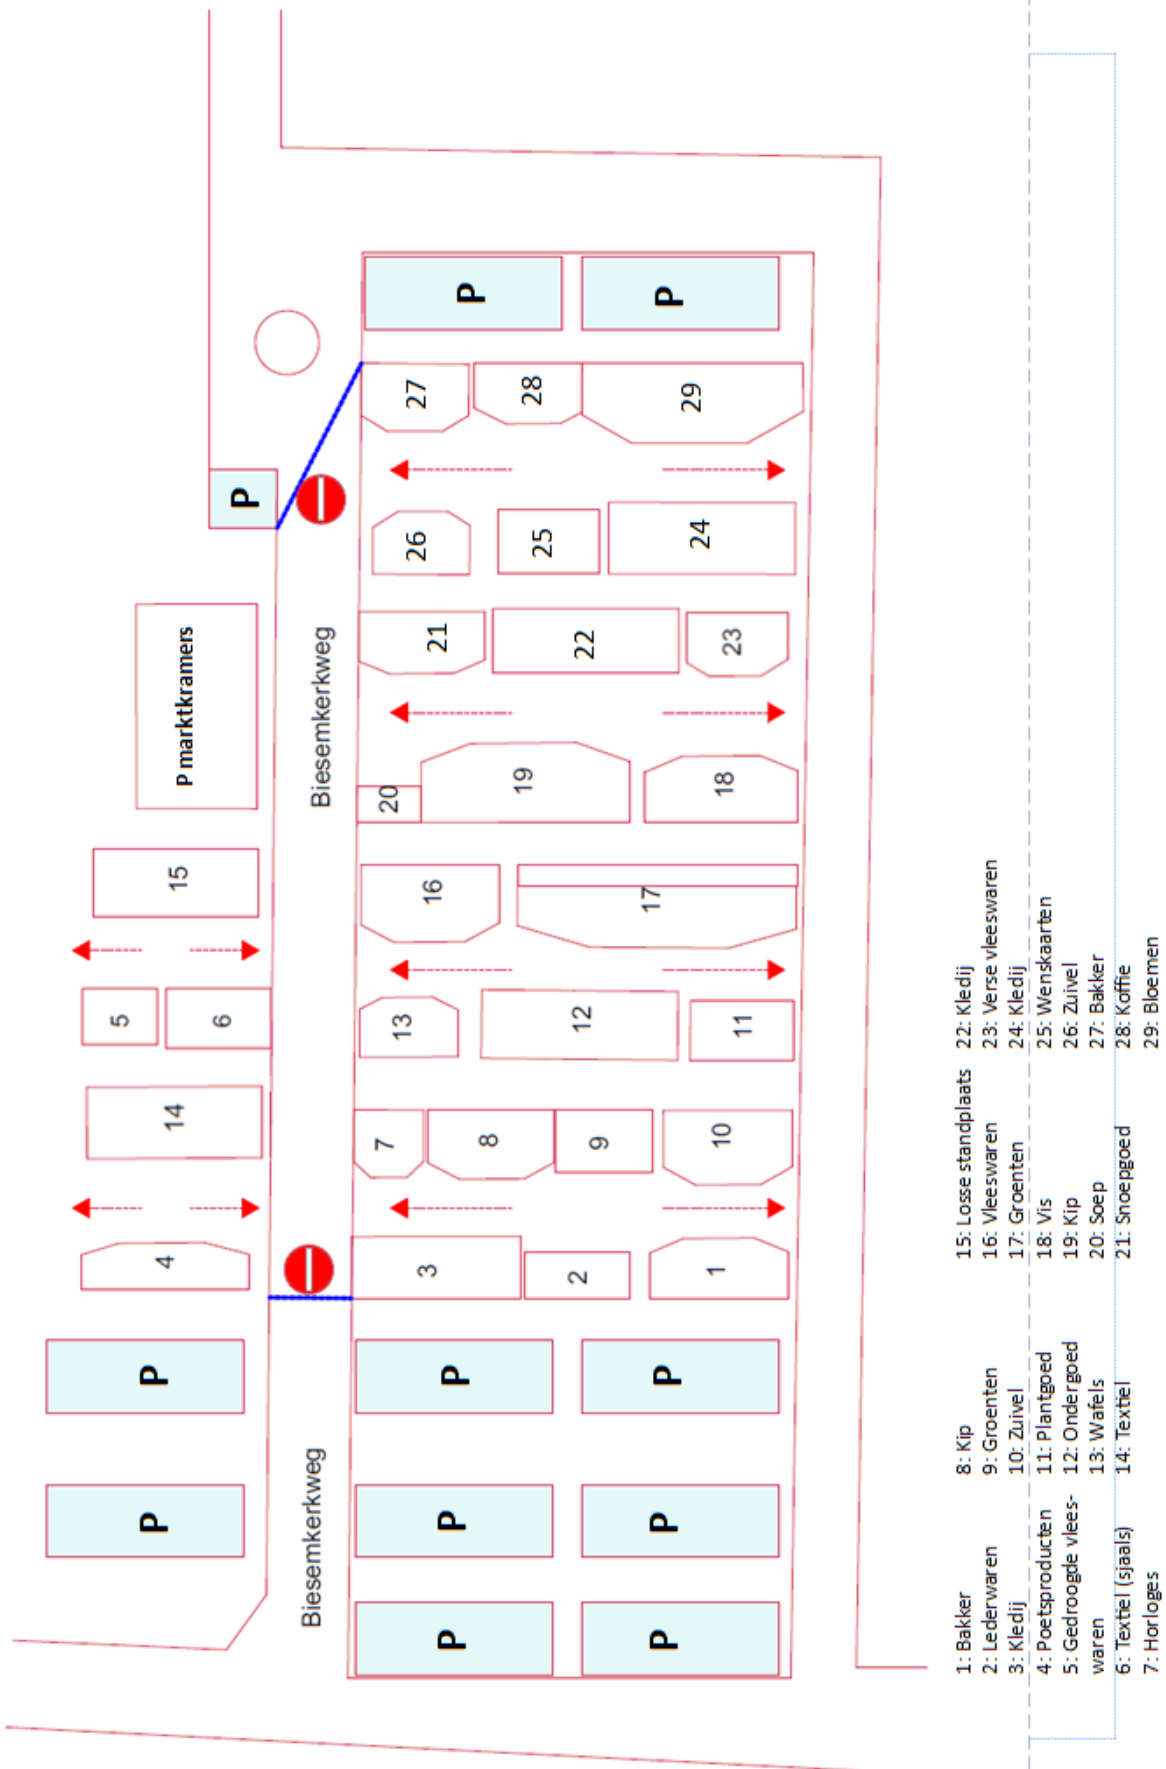 P
P
4
14
5
6
15
P marktkramers
P
Biesemkerkweg
Biesemkerkweg
P
P
P
3
7
13
16
20
21
26
27
P
2
8
9
12
19
22
25
28
P
P
P
1
10
11
17
18
23
24
29
P
1: Bakker
2: Lederwaren
3: Kledij
4: Poetsproducten
5: Gedroogde vlees-
waren
6: Textiel (sjaals)
7: Horloges
8: Kip
9: Groenten
10: Zuivel
11: Plantgoed
12: Ondergoed
13: Wafels
14: Textiel
15: Losse standplaats
16: Vleeswaren
17: Groenten
18: Vis
19: Kip
20: Soep
21: Snoepgoed
22: Kledij
23: Verse vleeswaren
24: Kledij
25: Wenskaarten
26: Zuivel
27: Bakker
28: Koffie
29: Bloemen